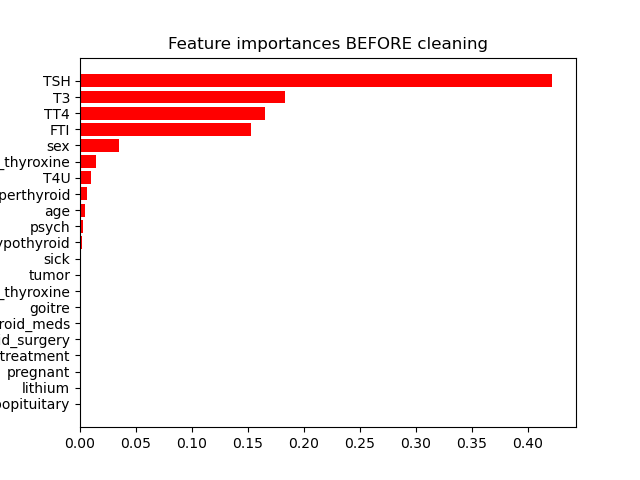 Feature importances BEFORE cleaning
TSH
T3
TT4
FTI
sex
_thyroxine
T4U
perthyroid
age
psych
ypothyroid
sick
tumor
_thyroxine
goitre
roid_meds
d_surgery
treatment
pregnant
lithium
opituitary
0.00 0.05 0.10 0.15 0.20 0.25 0.30 0.35 0.40